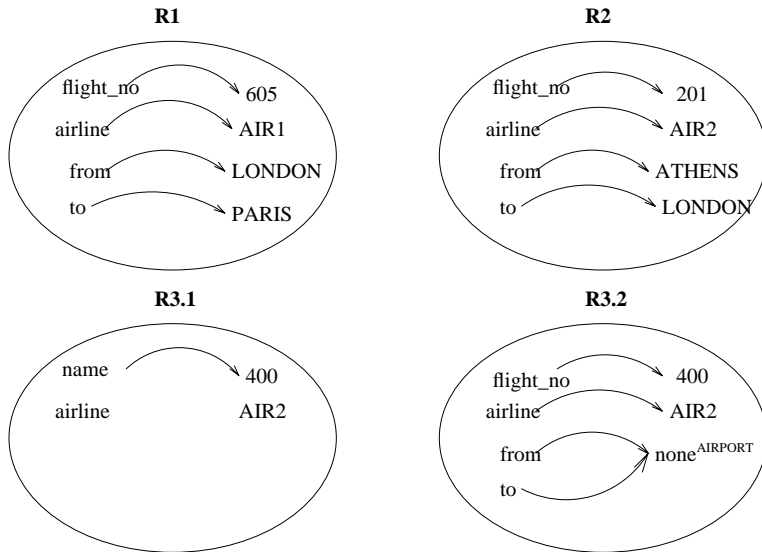 R1
flight_no 605
airline AIR1
from LONDON
to PARIS
R2
flight_no 201
airline AIR2
from ATHENS
to LONDON
R3.1
name 400
airline AIR2
R3.2
flight_no 400
airline AIR2
from none^AIRPORT
to